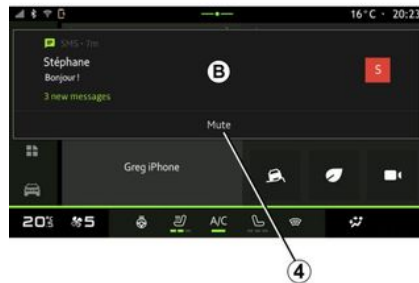 16°C · 20:23
SMS · 7m
Stéphane
Bonjour!
3 new messages
B
S
Mute
Greg iPhone
20.5
5
A/C
4